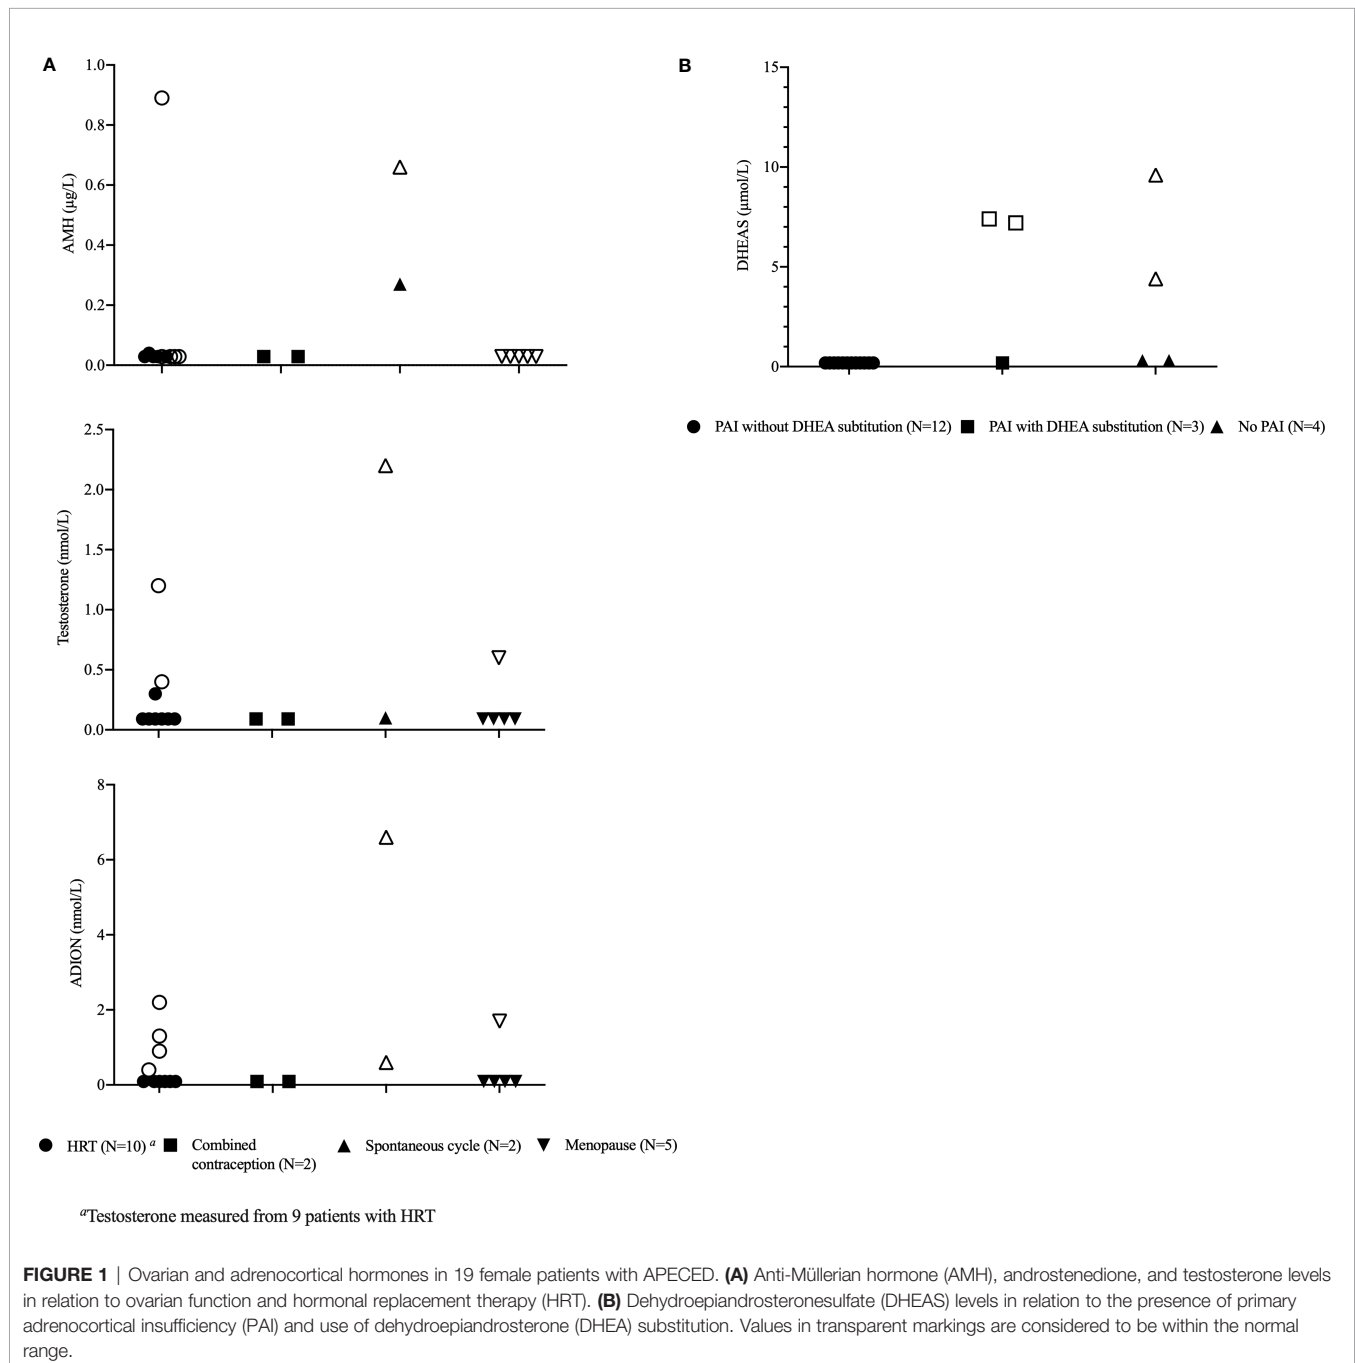 A
1.0
0.8
0.6
0.4
0.2
0.0
AMH (µg/L)
2.5
2.0
1.5
1.0
0.5
0.0
Testosterone (nmol/L)
8
6
4
2
0
ADION (nmol/L)
HRT (N=10) a
Combined
contraception (N=2)
Spontaneous cycle (N=2)
Menopause (N=5)
aTestosterone measured from 9 patients with HRT
B
15
10
5
0
DHEAS (µmol/L)
PAI without DHEA subtitution (N=12)
PAI with DHEA substitution (N=3)
No PAI (N=4)
FIGURE 1 | Ovarian and adrenocortical hormones in 19 female patients with APECED. (A) Anti-Müllerian hormone (AMH), androstenedione, and testosterone levels
in relation to ovarian function and hormonal replacement therapy (HRT). (B) Dehydroepiandrosteronesulfate (DHEAS) levels in relation to the presence of primary
adrenocortical insufficiency (PAI) and use of dehydroepiandrosterone (DHEA) substitution. Values in transparent markings are considered to be within the normal
range.